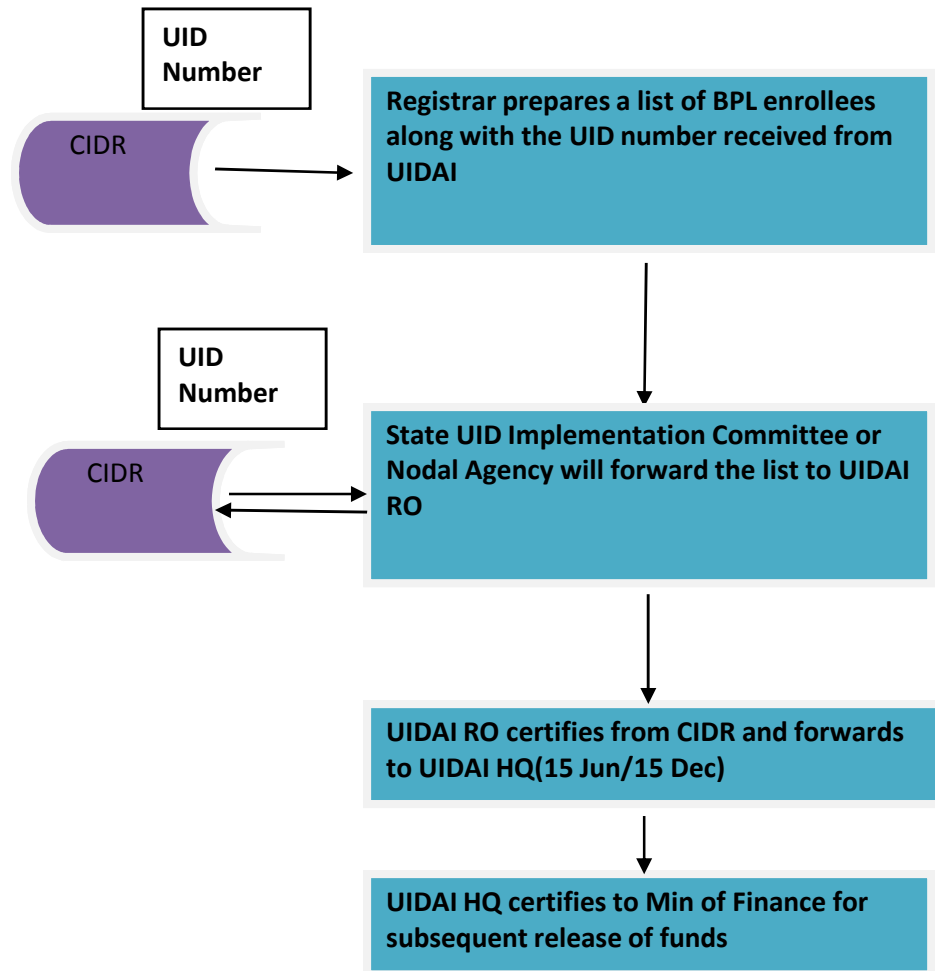 UID
Number
CIDR
Registrar prepares a list of BPL enrollees
along with the UID number received from
UIDAI
UID
Number
CIDR
State UID Implementation Committee or
Nodal Agency will forward the list to UIDAI
RO
UIDAI RO certifies from CIDR and forwards
to UIDAI HQ(15 Jun/15 Dec)
UIDAI HQ certifies to Min of Finance for
subsequent release of funds